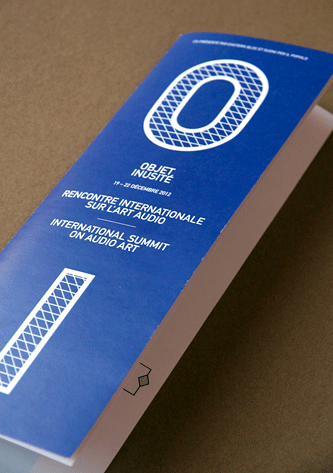 O
OBJET
INUSITÉ
19 – 22 DÉCEMBRE 2012
RENCONTRE INTERNATIONALE
SUR L'ART AUDIO
INTERNATIONAL SUMMIT
ON AUDIO ART
I